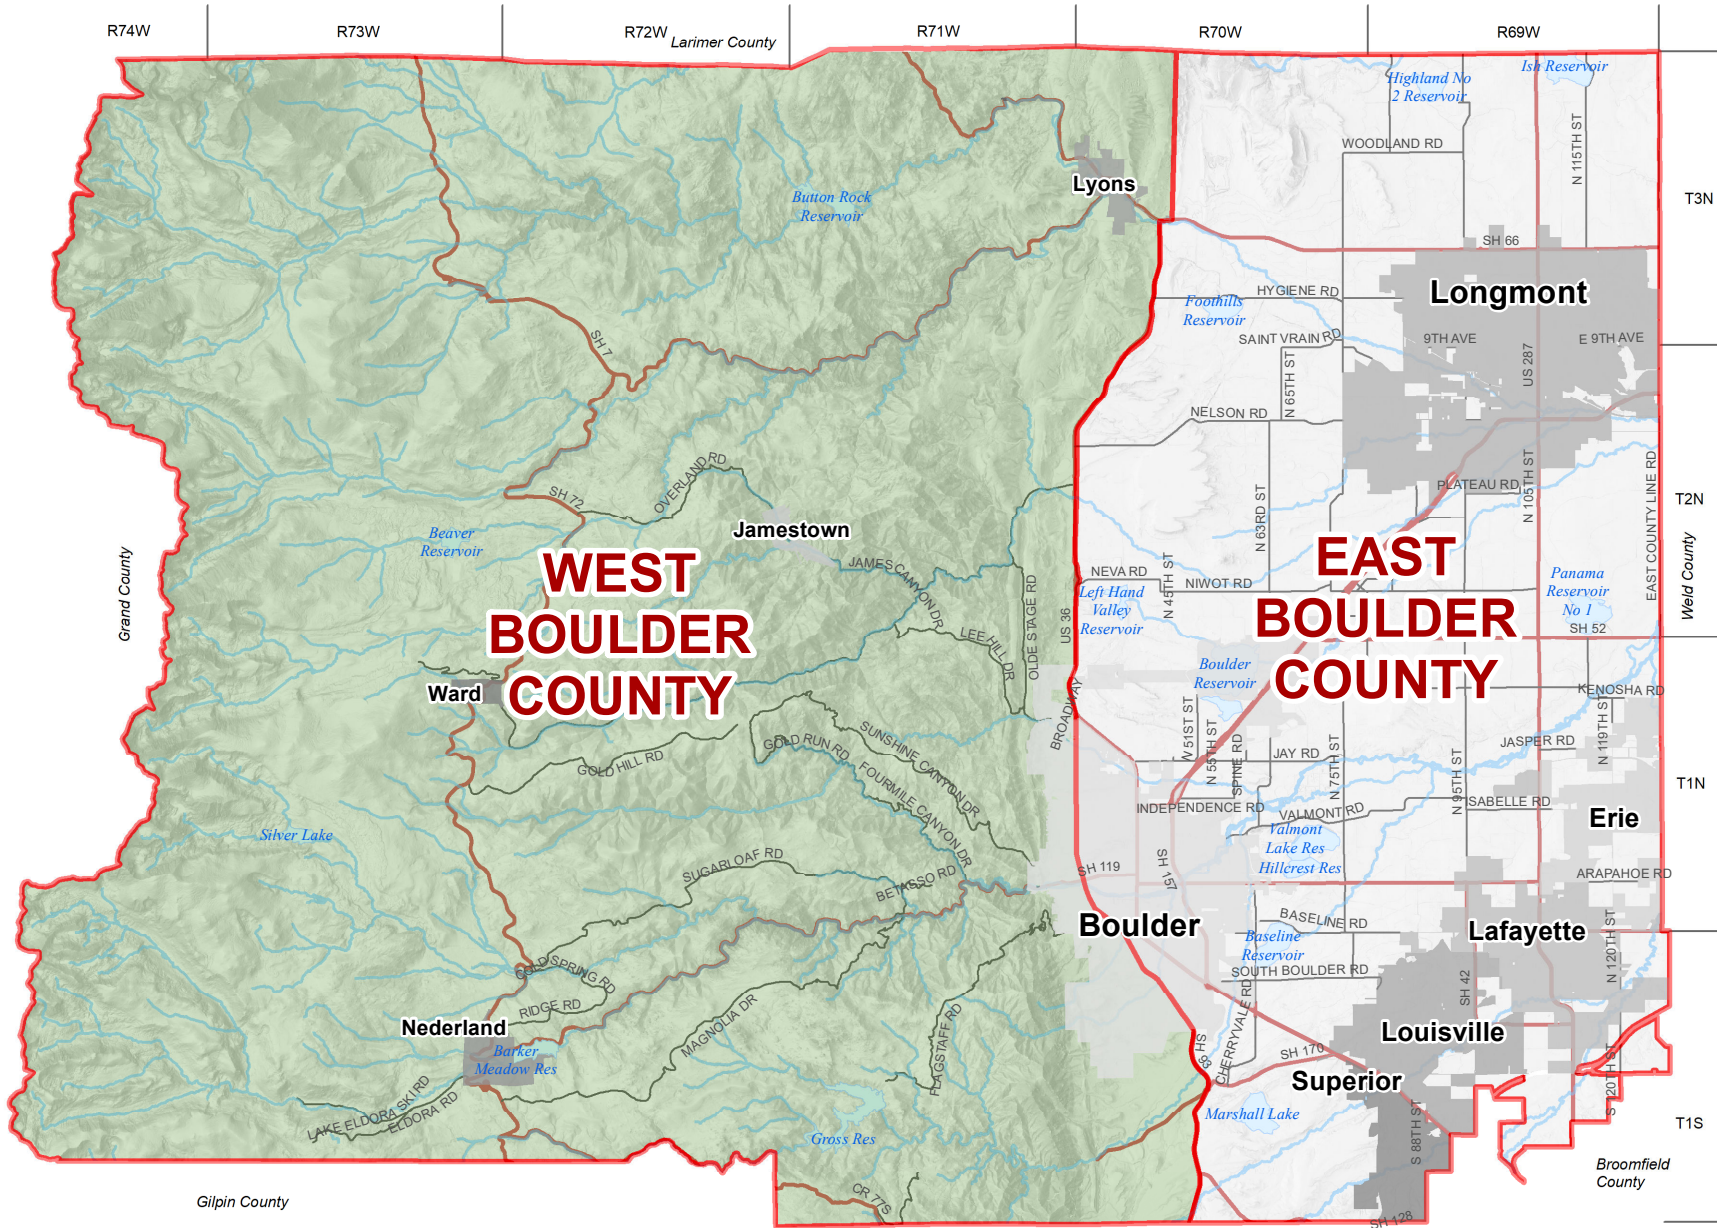 R74W
R73W
R72W
R71W
R70W
R69W
Larimer County
Highland No
2 Reservoir
Ish Reservoir
WOODLAND RD
N 115TH ST
T3N
Lyons
Button Rock
Reservoir
SH 66
Longmont
HYGIENE RD
Foothills
Reservoir
SAINT VRAIN RD
9TH AVE
E 9TH AVE
US 287
SH 7
N 65TH ST
NELSON RD
OVERLAND RD
SH 72
PLATEAU RD
N 105TH ST
EAST COUNTY LINE RD
T2N
N 63RD ST
Jamestown
Beaver
Reservoir
WEST
BOULDER
COUNTY
EAST
BOULDER
COUNTY
JAMES CANYON DR
NEVA RD
NIWOT RD
N 45TH ST
Left Hand
Valley
Reservoir
Panama
Reservoir
No 1
SH 52
Grand County
Weld County
OLDE STAGE RD
US 36
LEE HILL DR
Boulder
Reservoir
Ward
KENOSHA RD
N 119TH ST
BROADWAY
SUNSHINE CANYON DR
GOLD RUN RD
GOLD HILL RD
FOURMILE CANYON DR
N 51ST ST
N 55TH ST
SPINE RD
JAY RD
N 75TH ST
N 95TH ST
JASPER RD
T1N
INDEPENDENCE RD
VALMONT RD
ISABELLE RD
Erie
Silver Lake
Valmont
Lake Res
Hillcrest Res
SUGARLOAF RD
BETASSO RD
SH 119
SH 157
ARAPAHOE RD
Boulder
BASELINE RD
Baseline
Reservoir
Lafayette
N 120TH ST
SOUTH BOULDER RD
COLD SPRING RD
RIDGE RD
SH 42
Nederland
Barker
Meadow Res
MAGNOLIA DR
FLAGSTAFF RD
SH 93
CHERRYVALE RD
SH 170
Louisville
Superior
S 120TH ST
LAKE ELDORA SKI RD
ELDORA RD
Marshall Lake
Gross Res
S 88TH ST
T1S
Broomfield
County
Gilpin County
CR 77S
SH 128